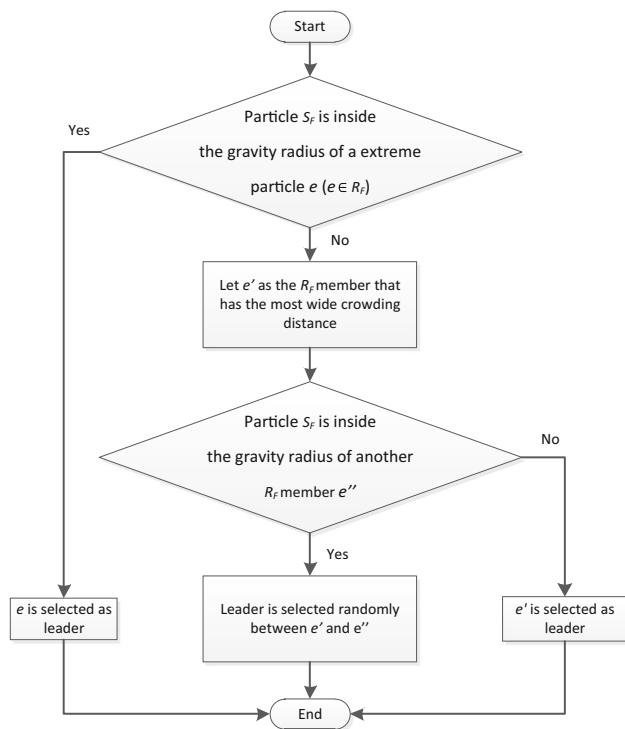 Start
Particle SF is inside
the gravity radius of a extreme
particle e (e ∈ RF)
Yes
No
Let e' as the RF member that
has the most wide crowding
distance
Particle SF is inside
the gravity radius of another
RF member e''
No
Yes
e is selected as
leader
Leader is selected randomly
between e' and e''
e' is selected as
leader
End